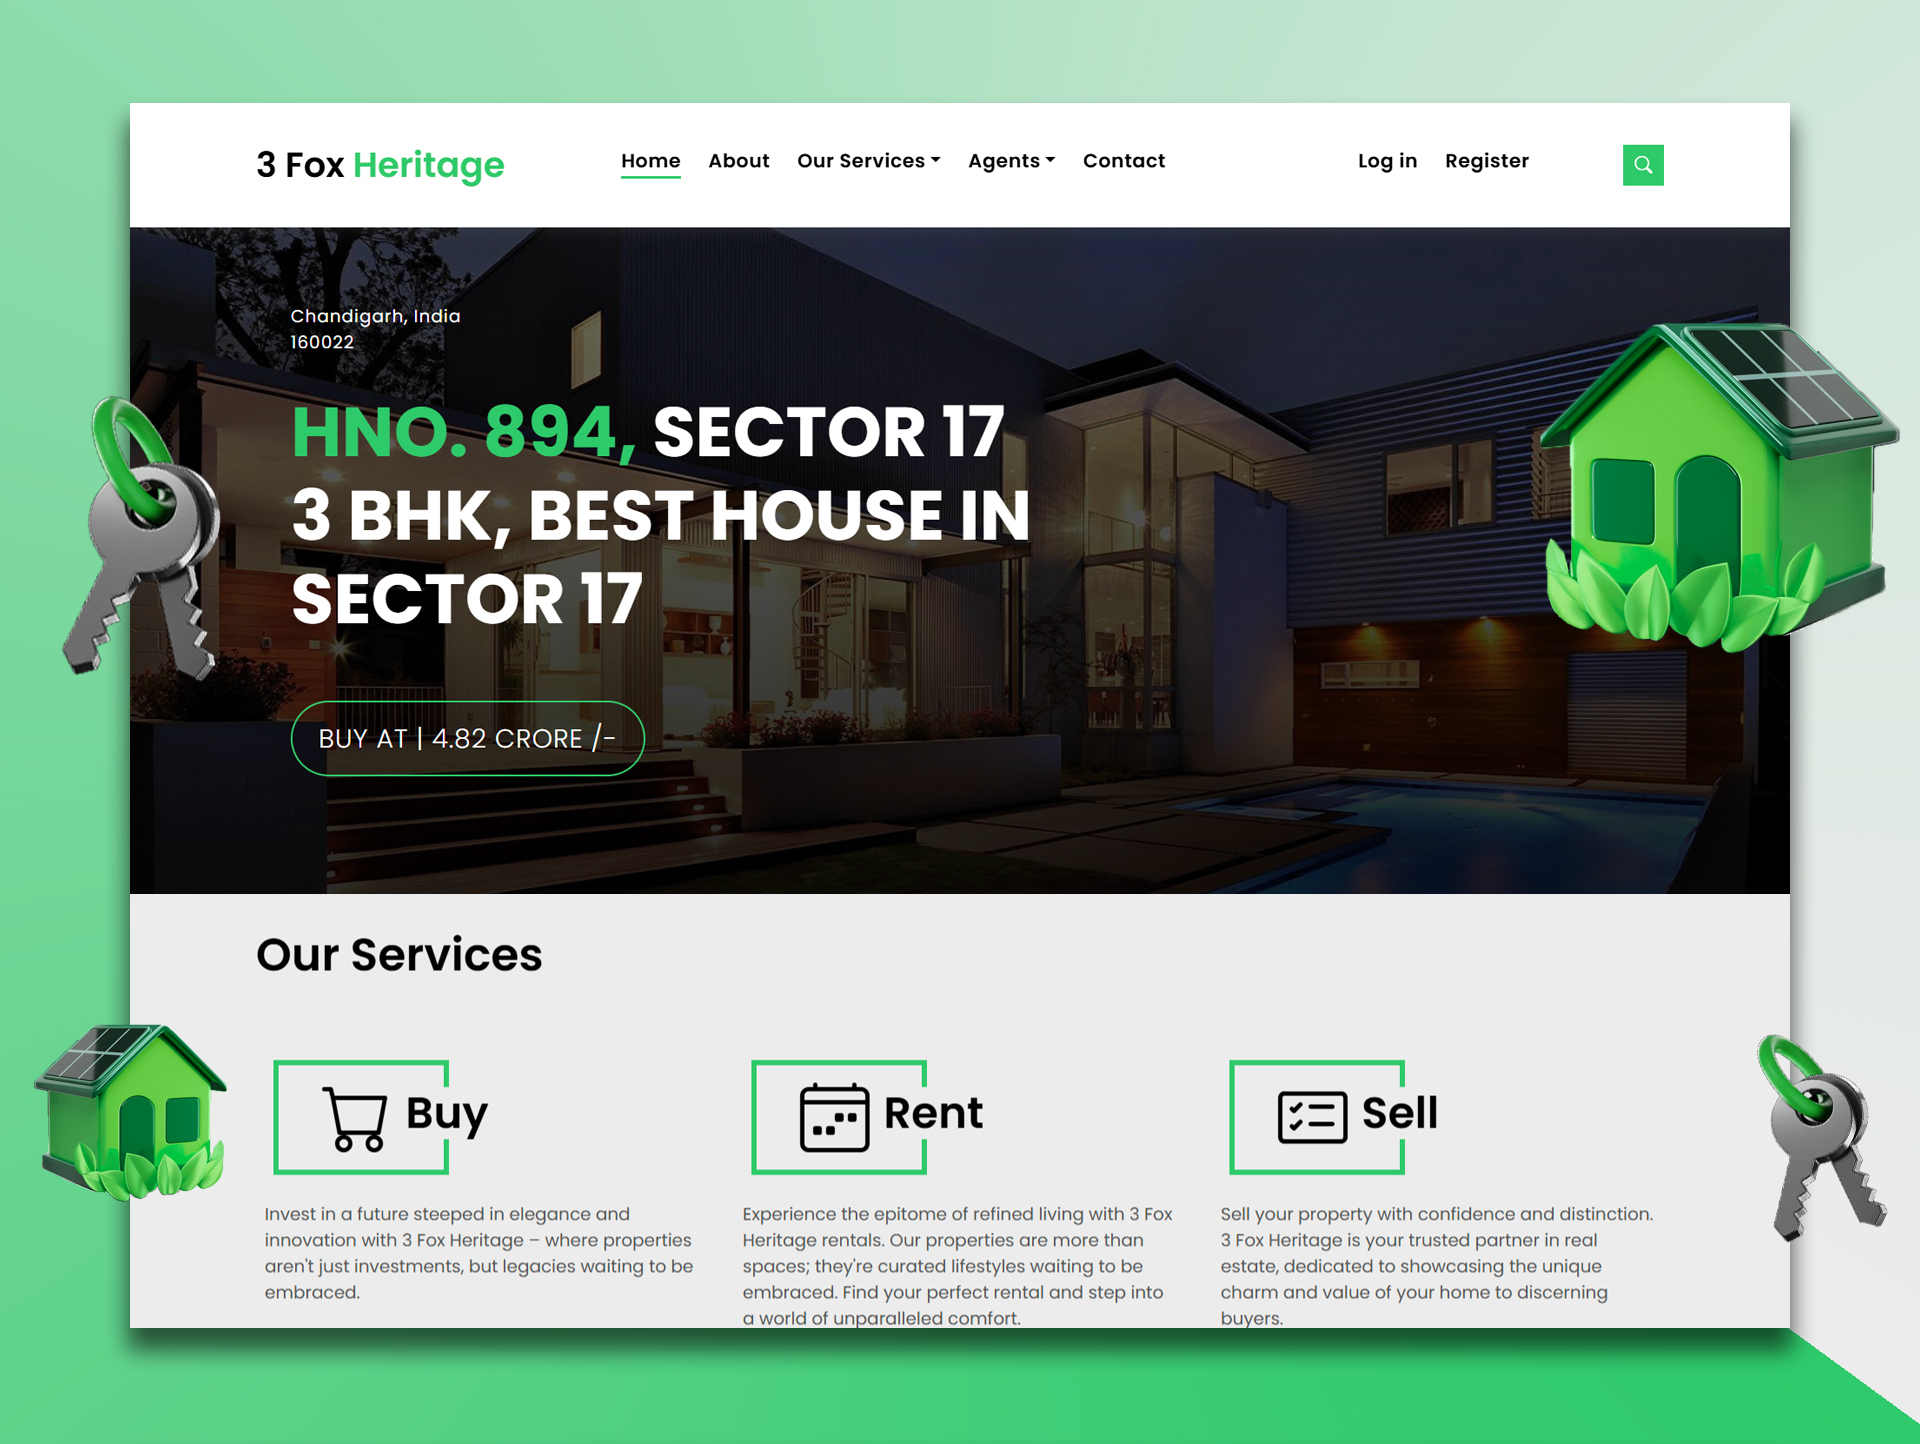 3 Fox Heritage
Home About Our Services Agents Contact Log in Register
Chandigarh, India
160022
HNO. 894, SECTOR 17
3 BHK, BEST HOUSE IN
SECTOR 17
BUY AT | 4.82 CRORE /-
Our Services
Buy
Invest in a future steeped in elegance and
innovation with 3 Fox Heritage – where properties
aren't just investments, but legacies waiting to be
embraced.
Rent
Experience the epitome of refined living with 3 Fox
Heritage rentals. Our properties are more than
spaces; they're curated lifestyles waiting to be
embraced. Find your perfect rental and step into
a world of unparalleled comfort.
Sell
Sell your property with confidence and distinction.
3 Fox Heritage is your trusted partner in real
estate, dedicated to showcasing the unique
charm and value of your home to discerning
buyers.